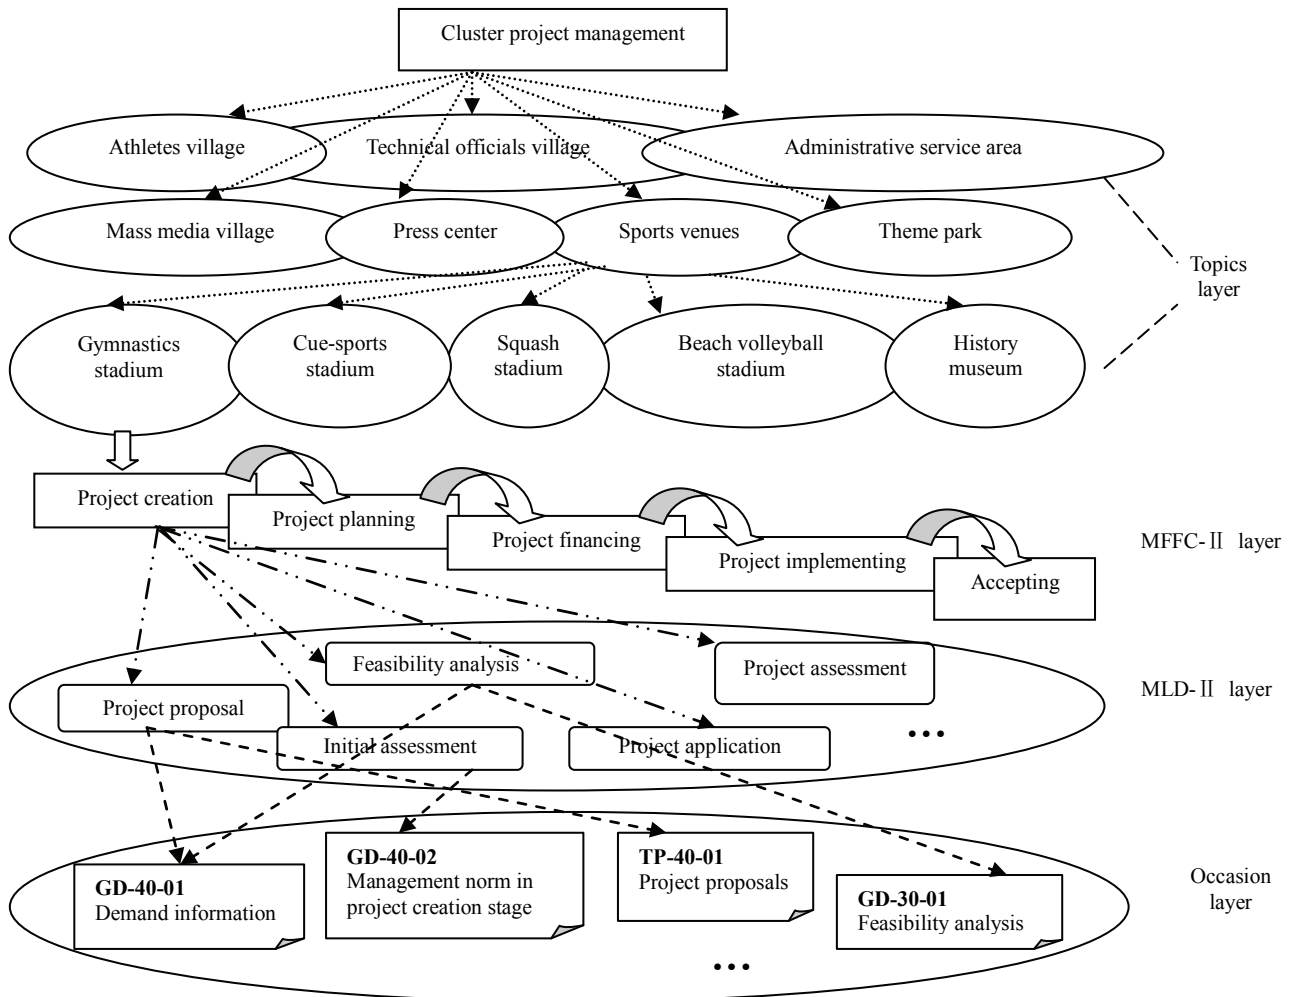 Cluster project management
Athletes village
Technical officials village
Administrative service area
Mass media village
Press center
Sports venues
Theme park
Topics
layer
Gymnastics
stadium
Cue-sports
stadium
Squash
stadium
Beach volleyball
stadium
History
museum
Project creation
Project planning
Project financing
Project implementing
Accepting
MFFC-Ⅱ layer
Feasibility analysis
Project assessment
Project proposal
Initial assessment
Project application
...
MLD-Ⅱ layer
GD-40-01
Demand information
GD-40-02
Management norm in
project creation stage
TP-40-01
Project proposals
GD-30-01
Feasibility analysis
...
Occasion
layer